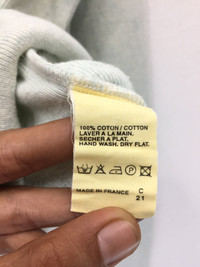 100% COTON / COTTON
LAVER A LA MAIN.
SECHER A PLAT.
HAND WASH. DRY FLAT.
P
MADE IN FRANCE C
21